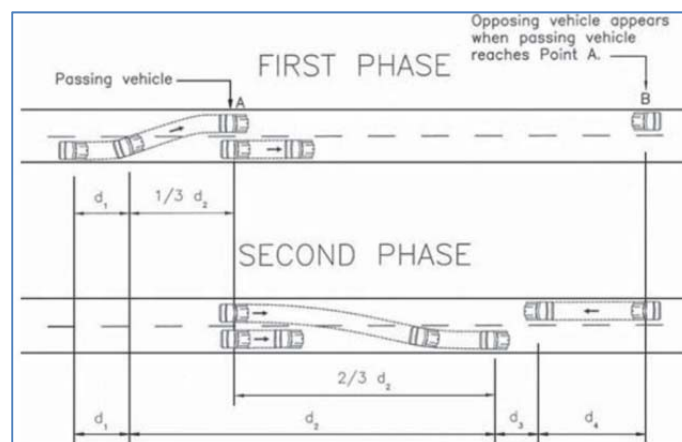 Opposing vehicle appears
when passing vehicle
reaches Point A.
FIRST PHASE
Passing vehicle
A
B
d₁
1/3 d₂
SECOND PHASE
2/3 d₂
d₁
d₂
d₃
d₄